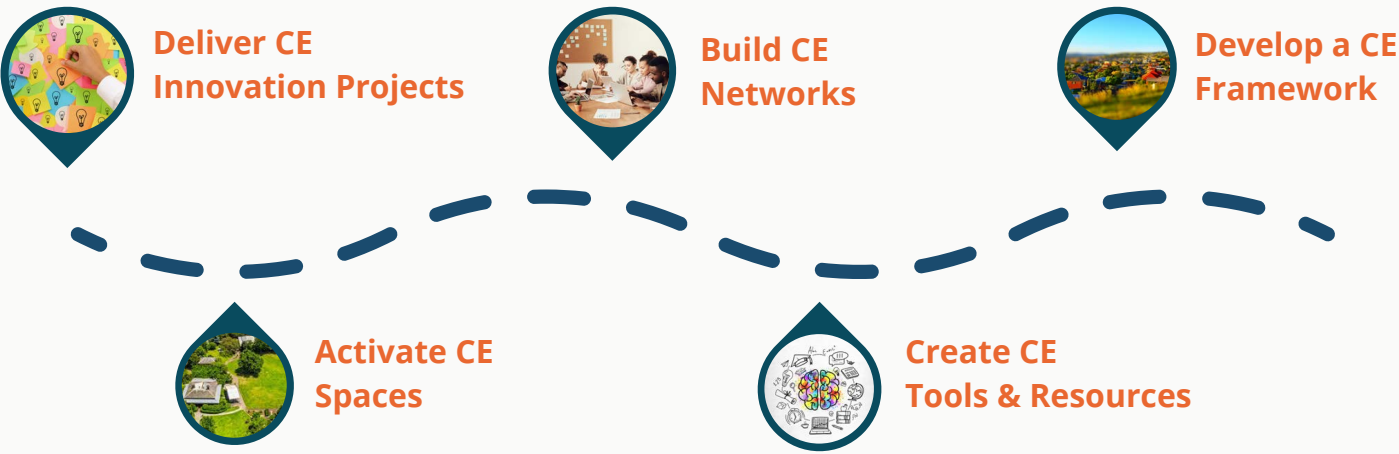 Deliver CE
Innovation Projects
Build CE
Networks
Develop a CE
Framework
Activate CE
Spaces
Create CE
Tools & Resources